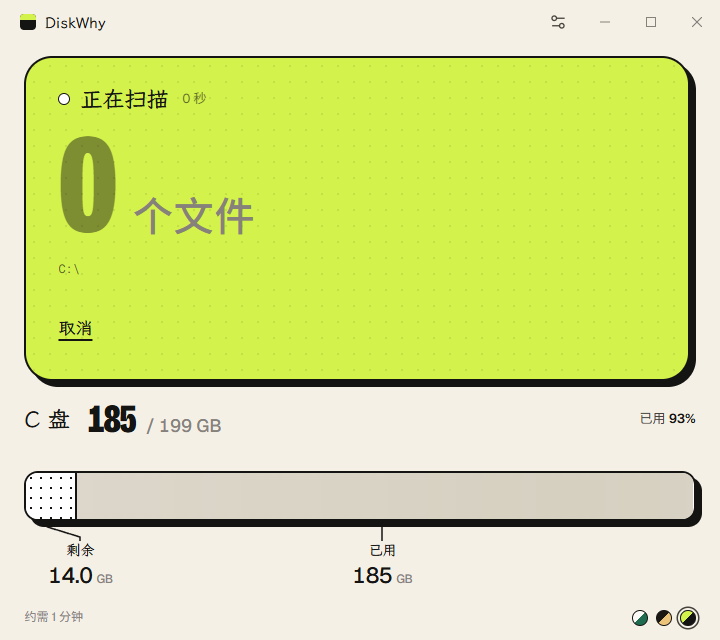 DiskWhy
正在扫描 0 秒
0 个文件
C:\
取消
C 盘 185 / 199 GB
已用 93%
剩余
14.0 GB
已用
185 GB
约需 1 分钟